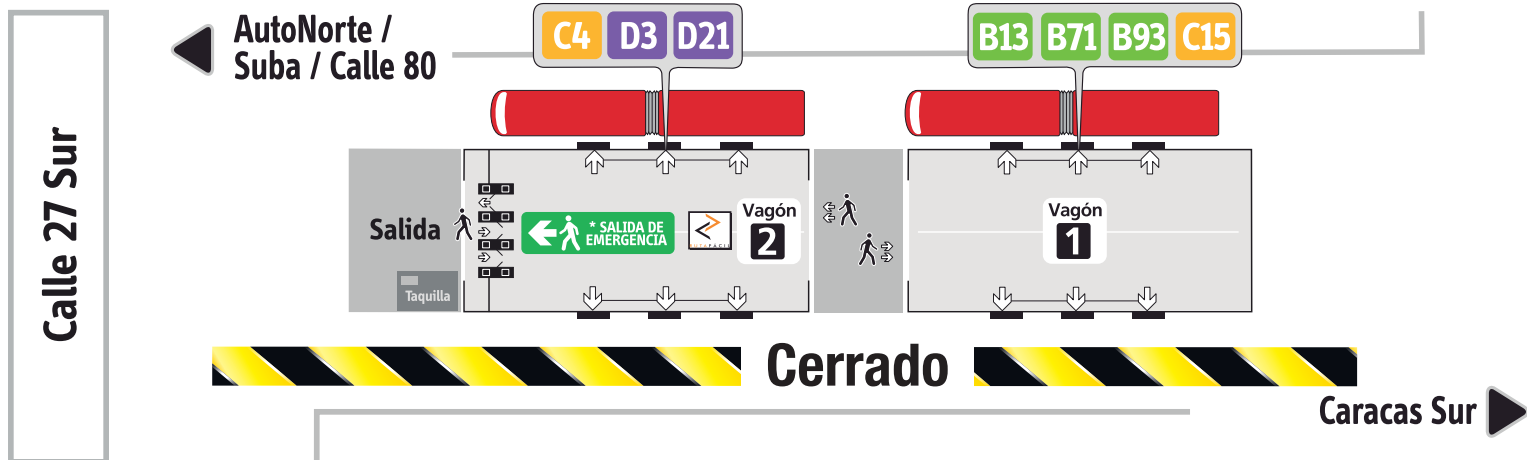 AutoNorte /
Suba / Calle 80
C4 D3 D21
B13 B71 B93 C15
Calle 27 Sur
Salida
* SALIDA DE
EMERGENCIA
RUTAFÁCIL
Vagón
2
Vagón
1
Taquilla
Cerrado
Caracas Sur